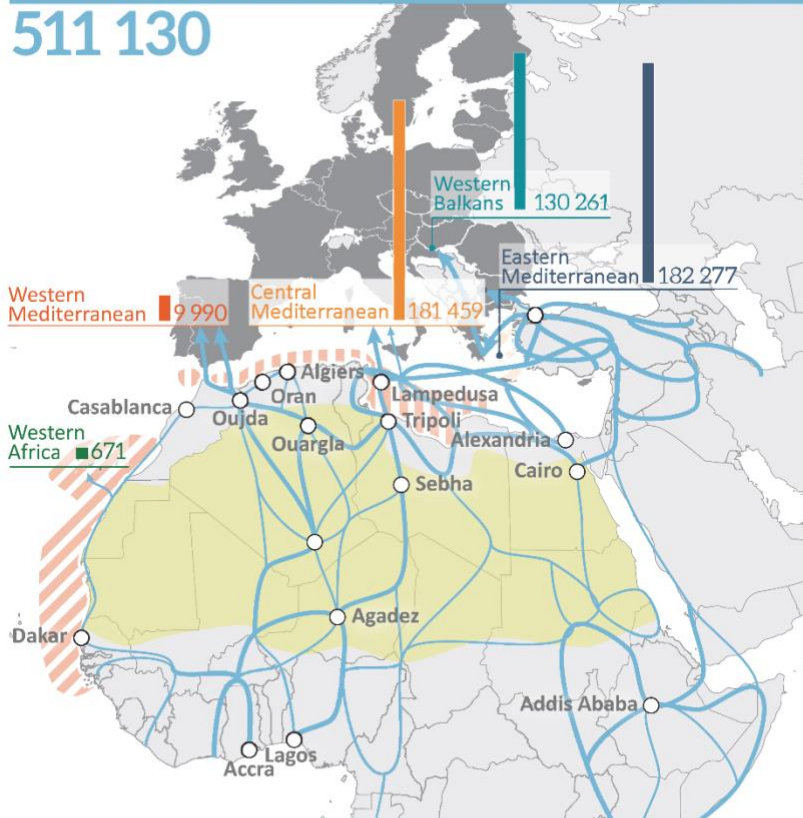 511 130
Western
Balkans 130 261
Eastern
Mediterranean 182 277
Western
Mediterranean 9 990
Central
Mediterranean 181 459
Algiers
Oran
Lampedusa
Casablanca
Oujda
Tripoli
Ouargla
Alexandria
Western
Africa 671
Cairo
Sebha
Agadez
Dakar
Addis Ababa
Lagos
Accra